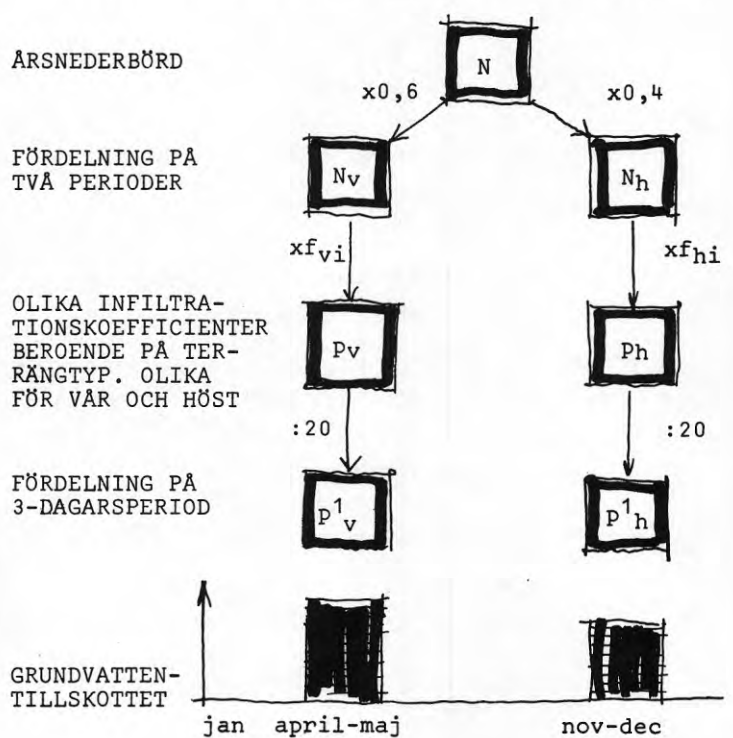 ÅRSNEDERBÖRD
N
x0,6
x0,4
FÖRDELNING PÅ
TVÅ PERIODER
Nv
Nh
xfvi
xfhi
OLIKA INFILTRA-
TIONSKOEFFICIENTER
BEROENDE PÅ TER-
RÄNGTYP. OLIKA
FÖR VÅR OCH HÖST
Pv
Ph
:20
:20
FÖRDELNING PÅ
3-DAGARSPERIOD
P¹v
P¹h
GRUNDVATTEN-
TILLSKOTTET
jan april-maj nov-dec